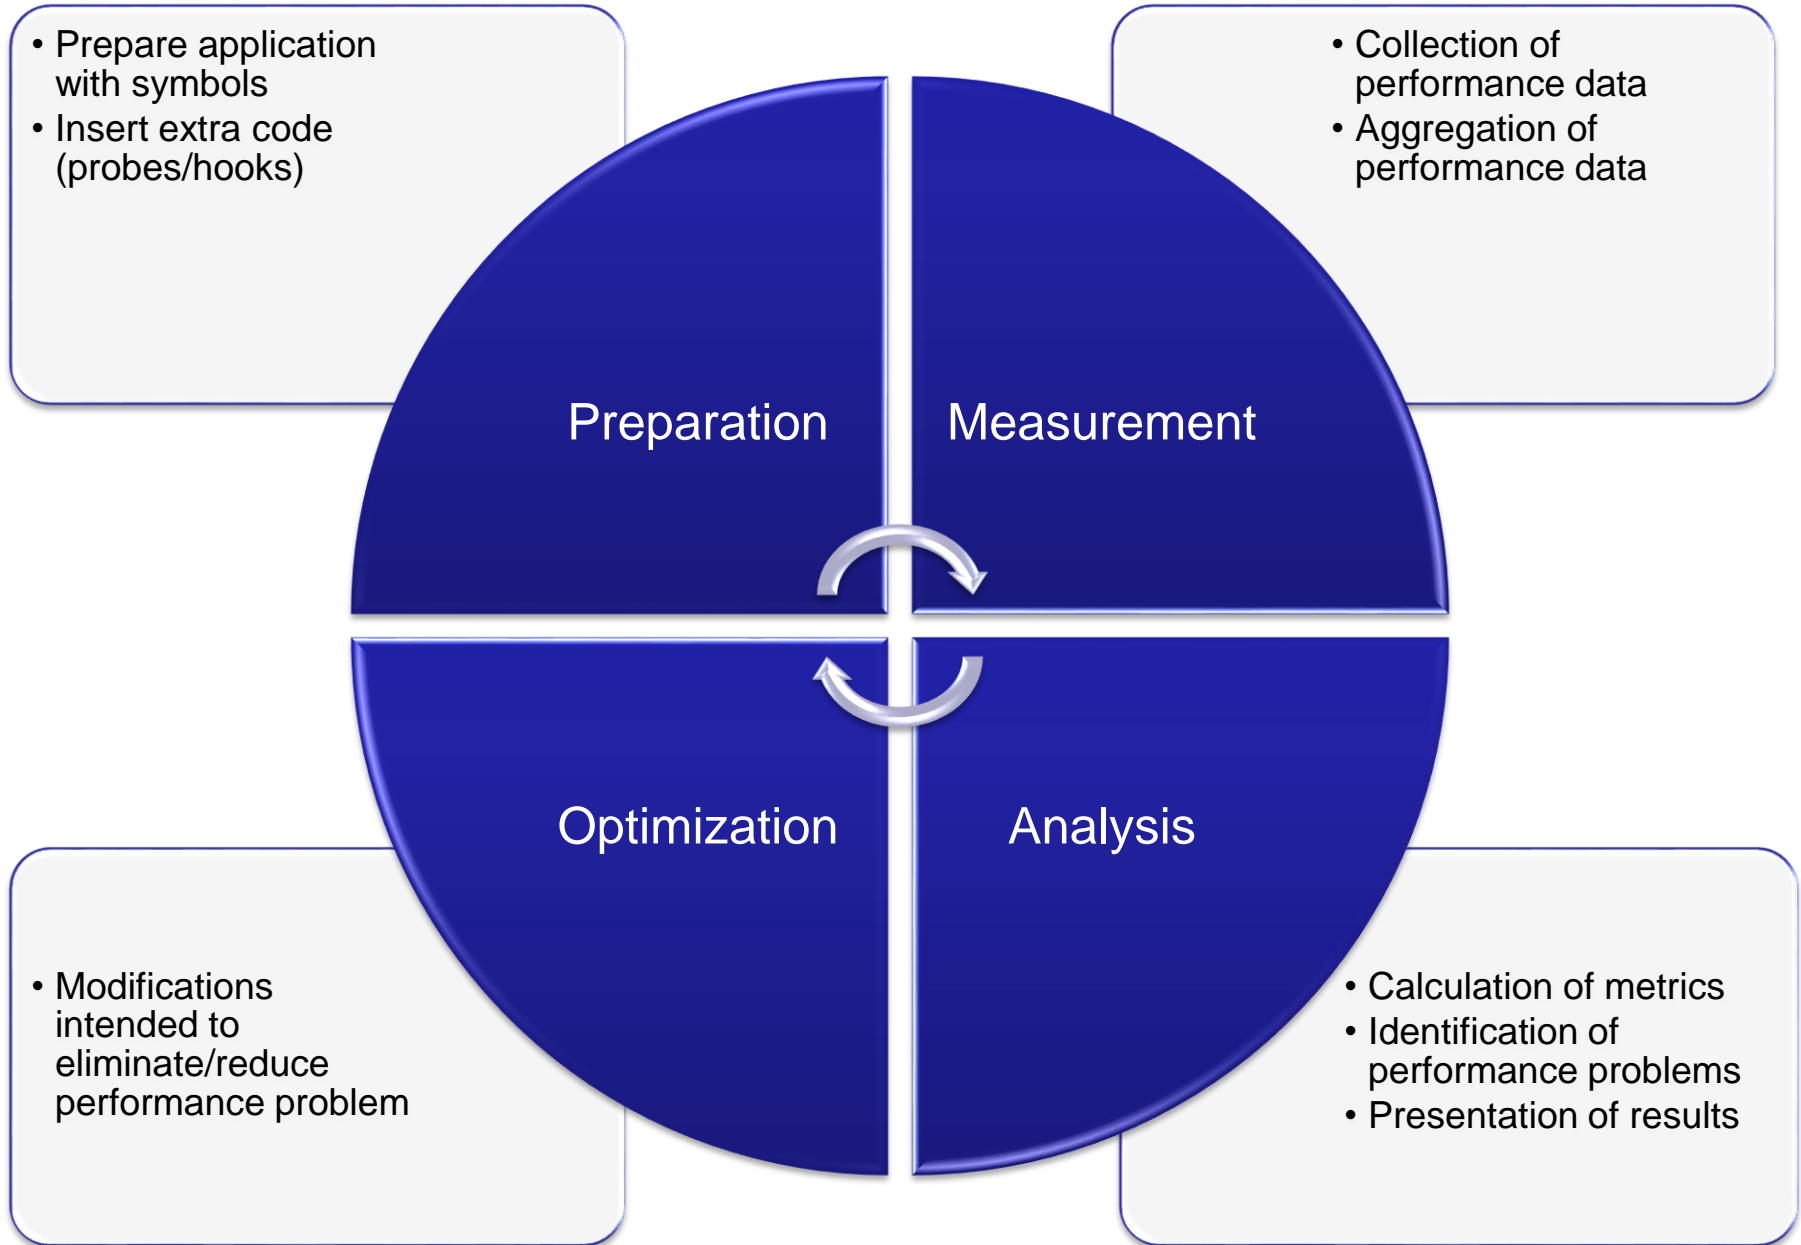 • Prepare application
with symbols
• Insert extra code
(probes/hooks)
• Collection of
performance data
• Aggregation of
performance data
Preparation
Measurement
Optimization
Analysis
• Modifications
intended to
eliminate/reduce
performance problem
• Calculation of metrics
• Identification of
performance problems
• Presentation of results